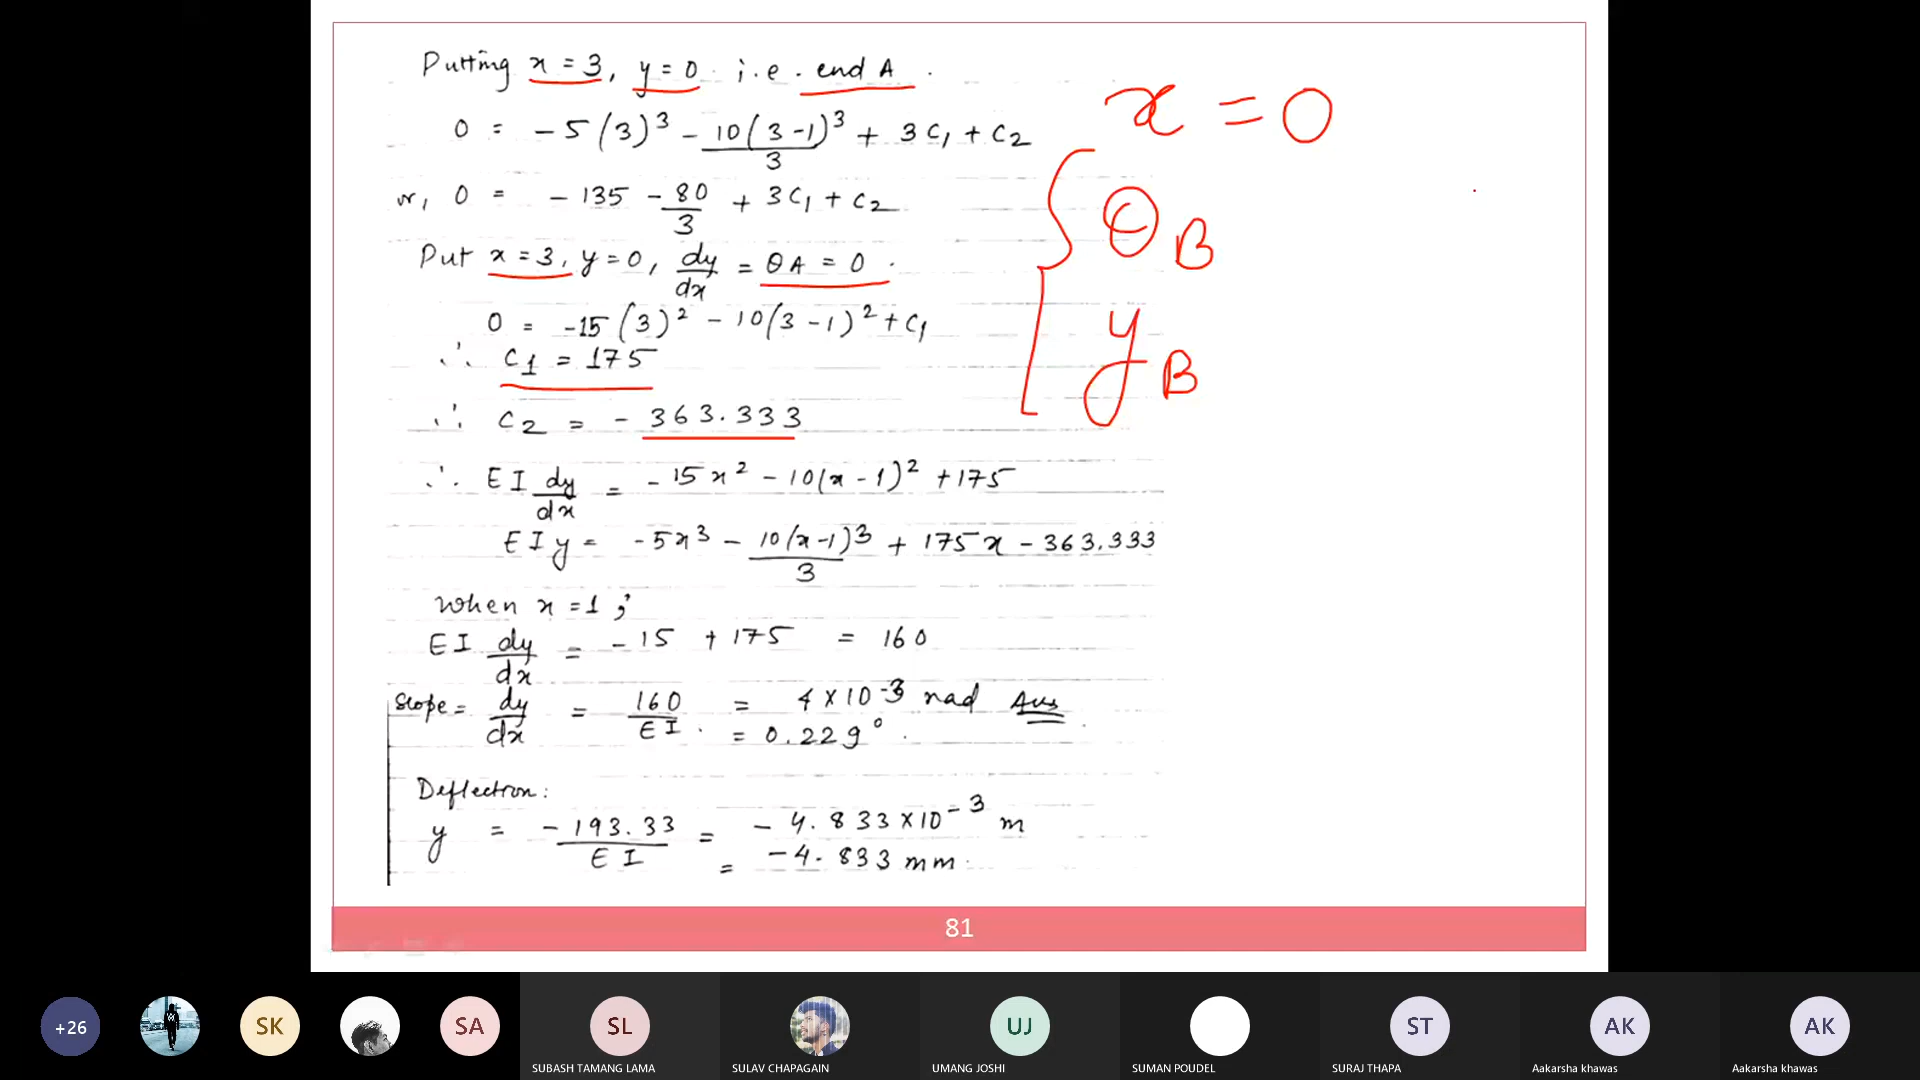 Putting x = 3, y = 0 i.e. end A.
0 = -5(3)³ - 10(3-1)³/3 + 3C₁ + C₂
or, 0 = -135 - 80/3 + 3C₁ + C₂
Put x = 3, y = 0, dy/dx = θA = 0.
0 = -15(3)² - 10(3-1)² + C₁
∴ C₁ = 175
∴ C₂ = -363.333
∴ EI dy/dx = -15x² - 10(x-1)² + 175
EIy = -5x³ - 10(x-1)³/3 + 175x - 363.333
When x = 1;
EI dy/dx = -15 + 175 = 160
Slope = dy/dx = 160/EI. = 4 × 10⁻³ rad Ans
= 0.229°.
Deflection:
y = -193.33/EI = -4.833 × 10⁻³ m
= -4.833 mm.
x = 0
θB
yB
81
+26
SK
SA
SL
UJ
ST
AK
AK
SUBASH TAMANG LAMA
SULAV CHAPAGAIN
UMANG JOSHI
SUMAN POUDEL
SURAJ THAPA
Aakarsha khawas
Aakarsha khawas